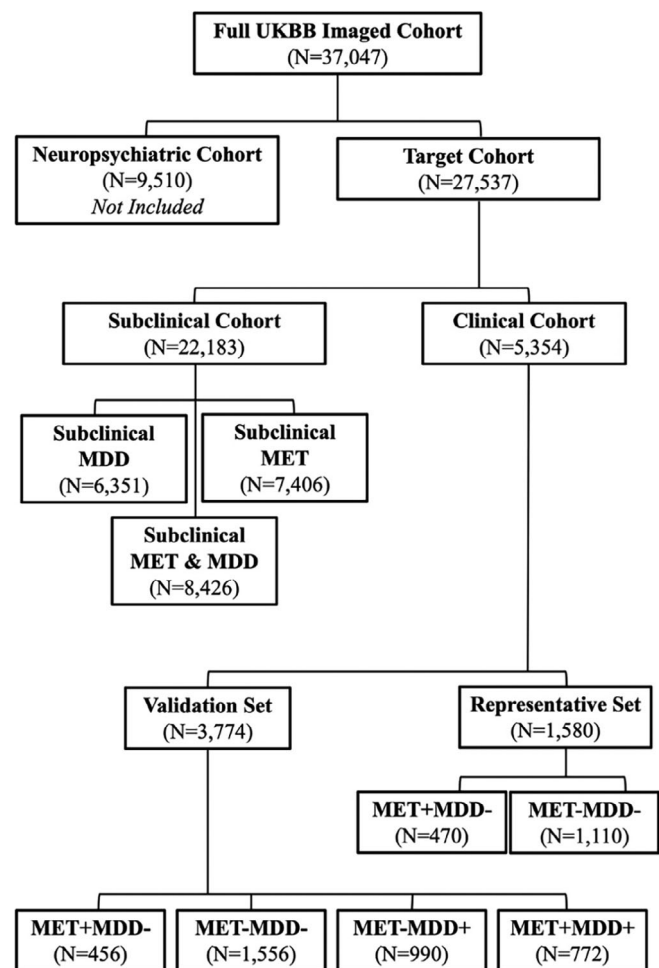 Full UKBB Imaged Cohort
(N=37,047)
Neuropsychiatric Cohort
(N=9,510)
Not Included
Target Cohort
(N=27,537)
Subclinical Cohort
(N=22,183)
Clinical Cohort
(N=5,354)
Subclinical
MDD
(N=6,351)
Subclinical
MET
(N=7,406)
Subclinical
MET & MDD
(N=8,426)
Validation Set
(N=3,774)
Representative Set
(N=1,580)
MET+MDD-
(N=470)
MET-MDD-
(N=1,110)
MET+MDD-
(N=456)
MET-MDD-
(N=1,556)
MET-MDD+
(N=990)
MET+MDD+
(N=772)